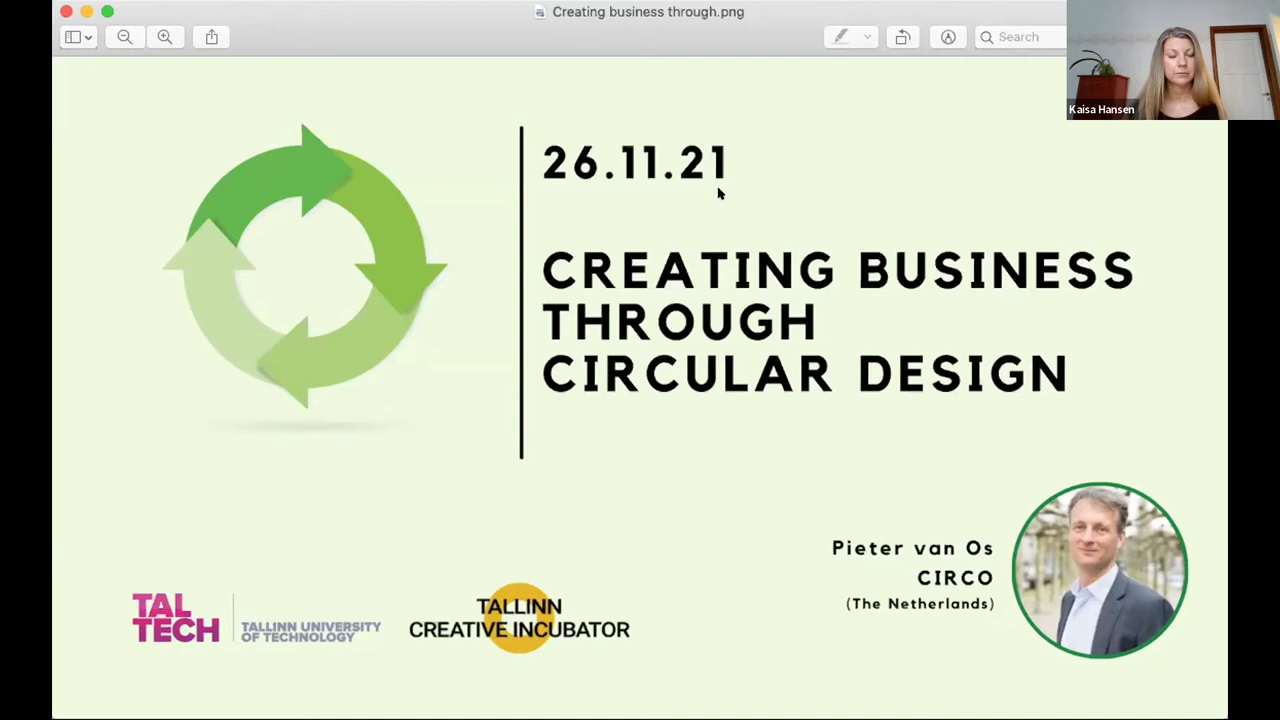 Creating business through.png
Search
Kaisa Hansen
26.11.21
CREATING BUSINESS
THROUGH
CIRCULAR DESIGN
Pieter van Os
CIRCO
(The Netherlands)
TAL
TECH
TALLINN UNIVERSITY
OF TECHNOLOGY
TALLINN
CREATIVE INCUBATOR